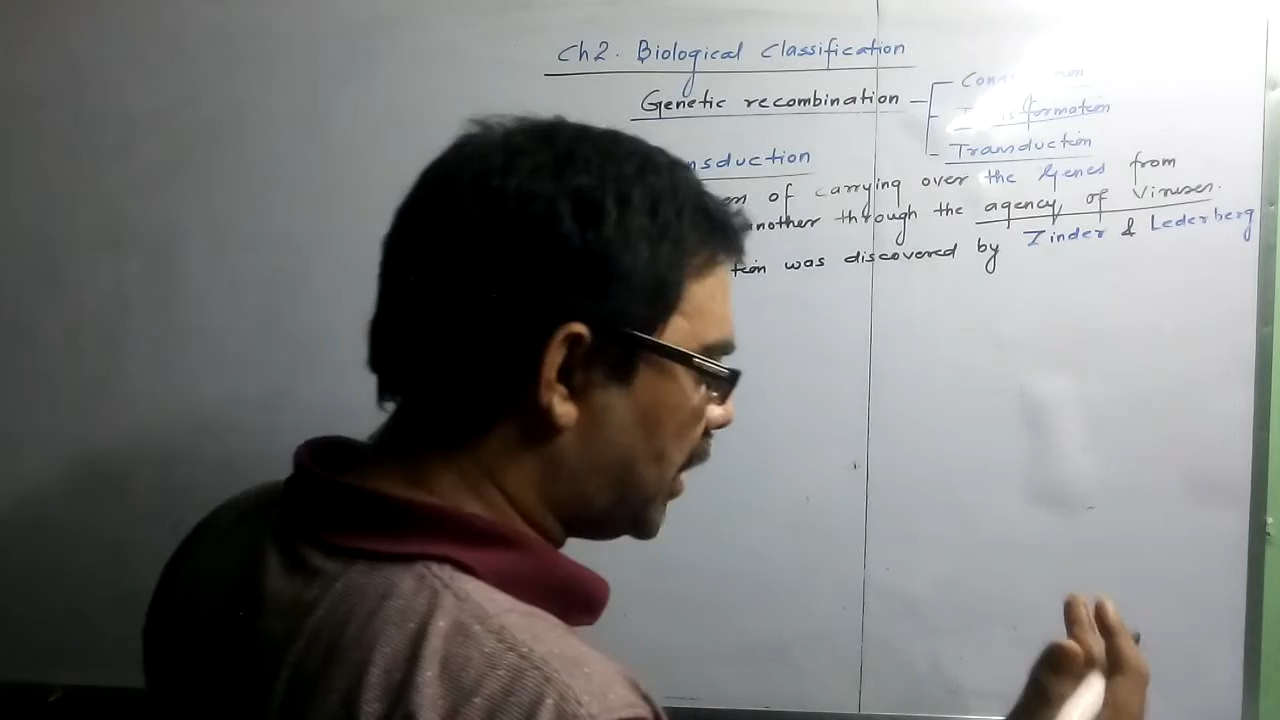 Ch2. Biological Classification
Genetic recombination
Transduction
nsduction
of carrying over the Genes from
another through the agency of Viruses.
was discovered by Zinder & Lederberg